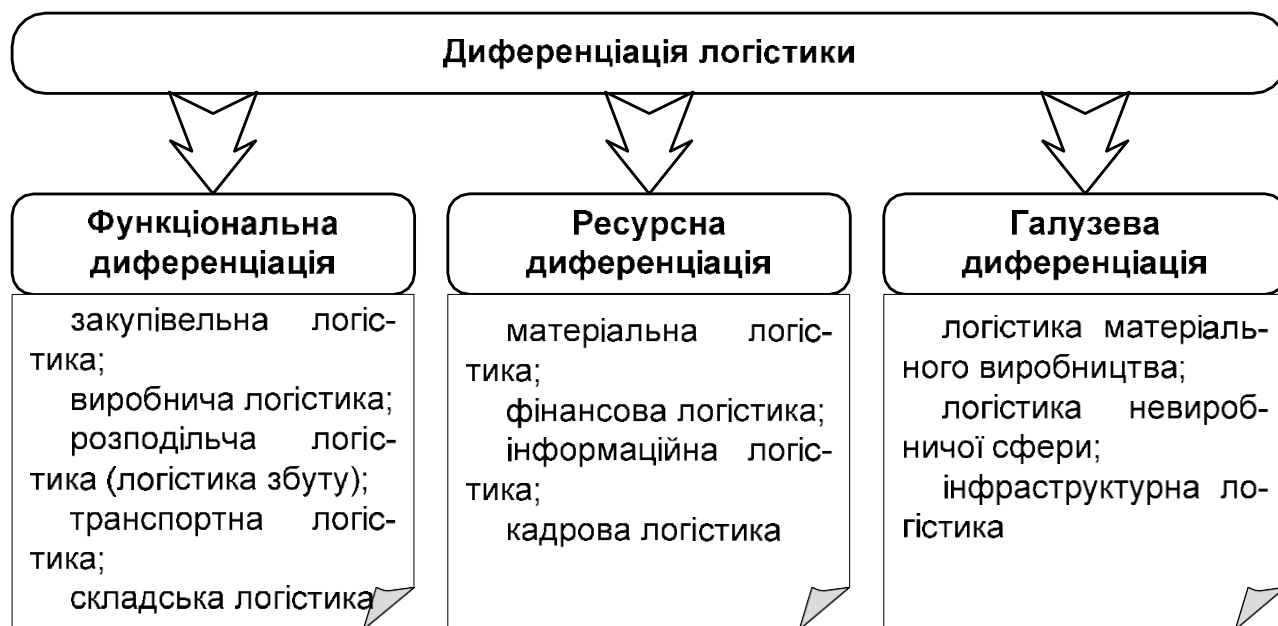 Диференціація логістики
Функціональна
диференціація
закупівельна логіс-
тика;
виробнича логістика;
розподільча логіс-
тика (логістика збуту);
транспортна логіс-
тика;
складська логістика
Ресурсна
диференціація
матеріальна логіс-
тика;
фінансова логістика;
інформаційна логіс-
тика;
кадрова логістика
Галузева
диференціація
логістика матеріаль-
ного виробництва;
логістика невироб-
ничої сфери;
інфраструктурна ло-
гістика